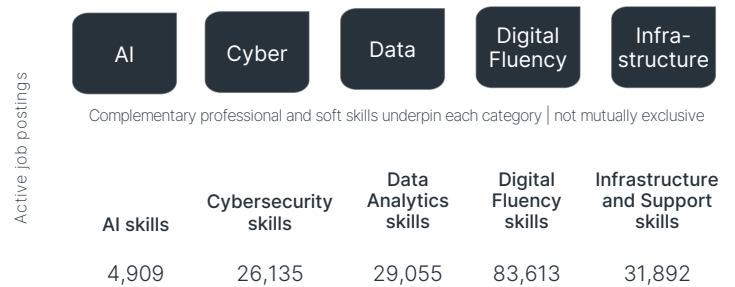 AI
Cyber
Data
Digital
Fluency
Infra-
structure
Complementary professional and soft skills underpin each category | not mutually exclusive
Active job postings
AI skills
Cybersecurity
skills
Data
Analytics
skills
Digital
Fluency
skills
Infrastructure
and Support
skills
4,909
26,135
29,055
83,613
31,892